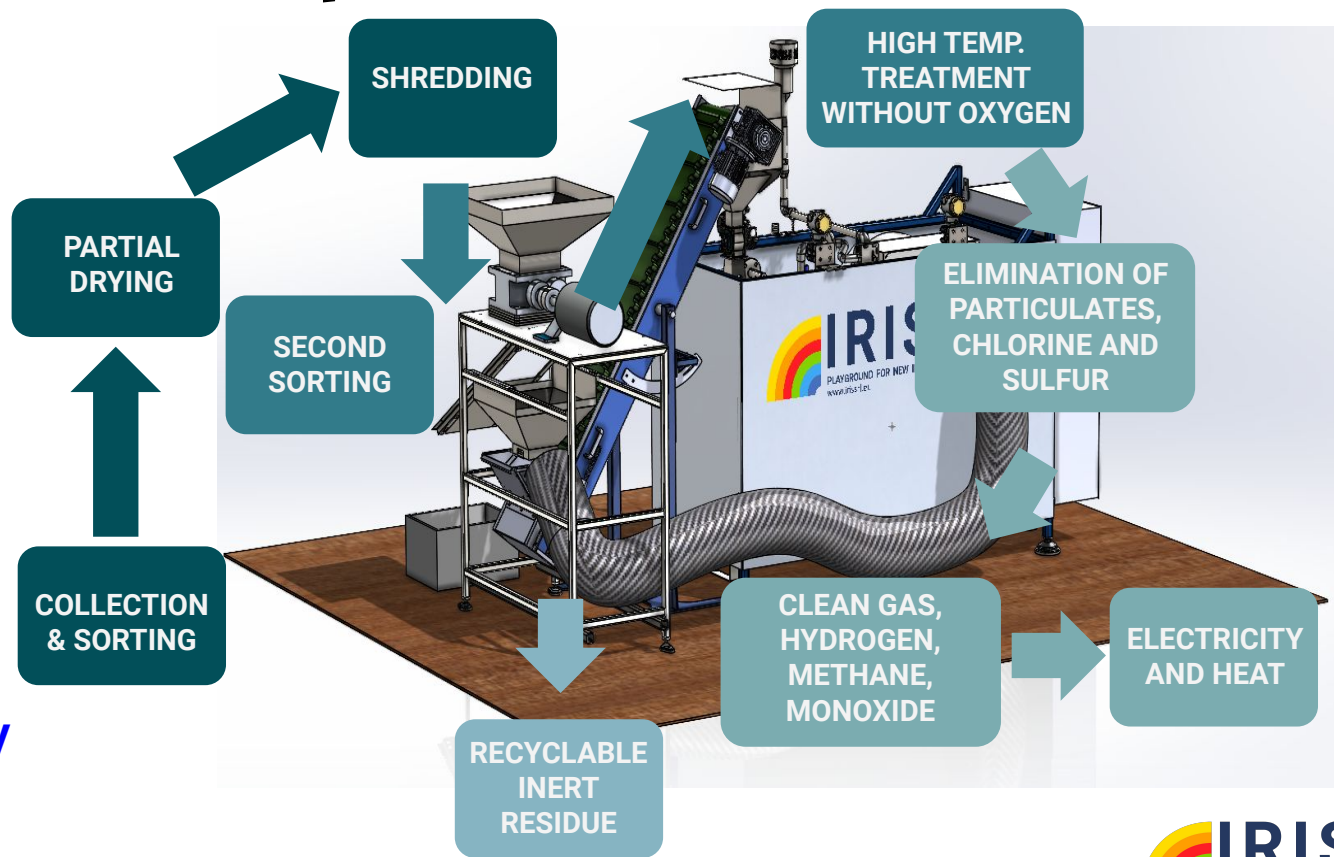 SHREDDING
HIGH TEMP.
TREATMENT
WITHOUT OXYGEN
PARTIAL
DRYING
SECOND
SORTING
ELIMINATION OF
PARTICULATES,
CHLORINE AND
SULFUR
IRIS
PLAYGROUND FOR NEW
COLLECTION
& SORTING
CLEAN GAS,
HYDROGEN,
METHANE,
MONOXIDE
ELECTRICITY
AND HEAT
RECYCLABLE
INERT
RESIDUE
IRIS